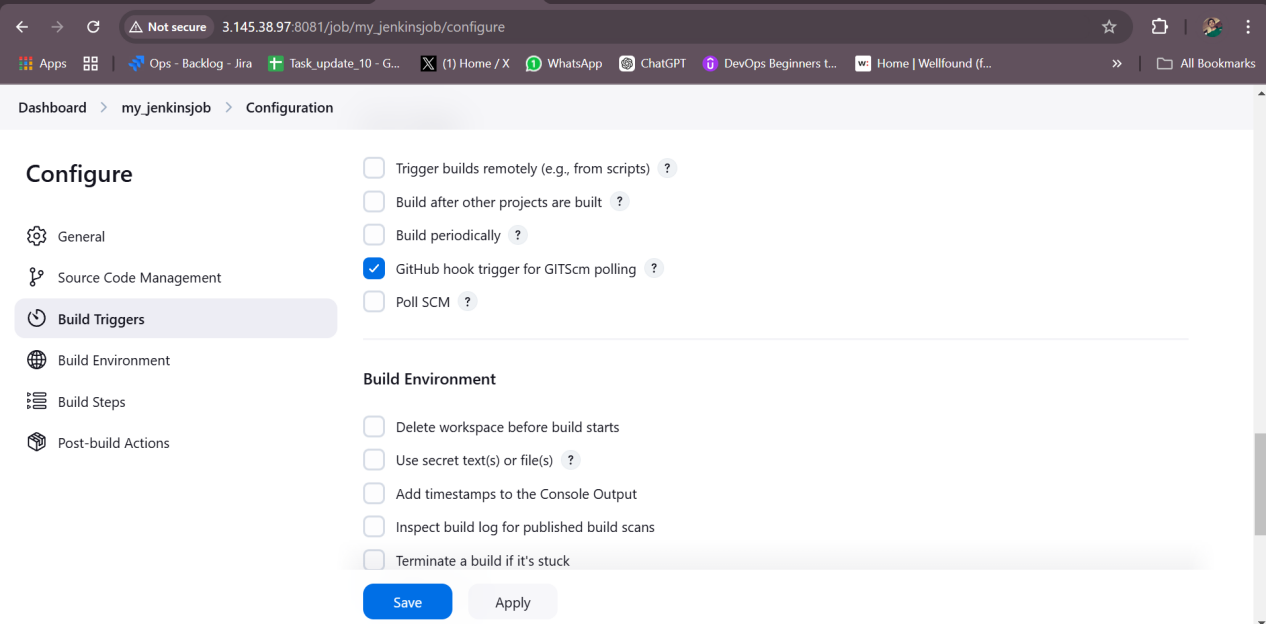 Not secure 3.145.38.97:8081/job/my_jenkinsjob/configure
Apps Ops - Backlog - Jira Task_update_10 - G... X (1) Home / X 1 WhatsApp ChatGPT u DevOps Beginners t... w: Home | Wellfound (f... » All Bookmarks
Dashboard > my_jenkinsjob > Configuration
Configure
General
Source Code Management
Build Triggers
Build Environment
Build Steps
Post-build Actions
Trigger builds remotely (e.g., from scripts) ?
Build after other projects are built ?
Build periodically ?
GitHub hook trigger for GITScm polling ?
Poll SCM ?
Build Environment
Delete workspace before build starts
Use secret text(s) or file(s) ?
Add timestamps to the Console Output
Inspect build log for published build scans
Terminate a build if it's stuck
Save Apply